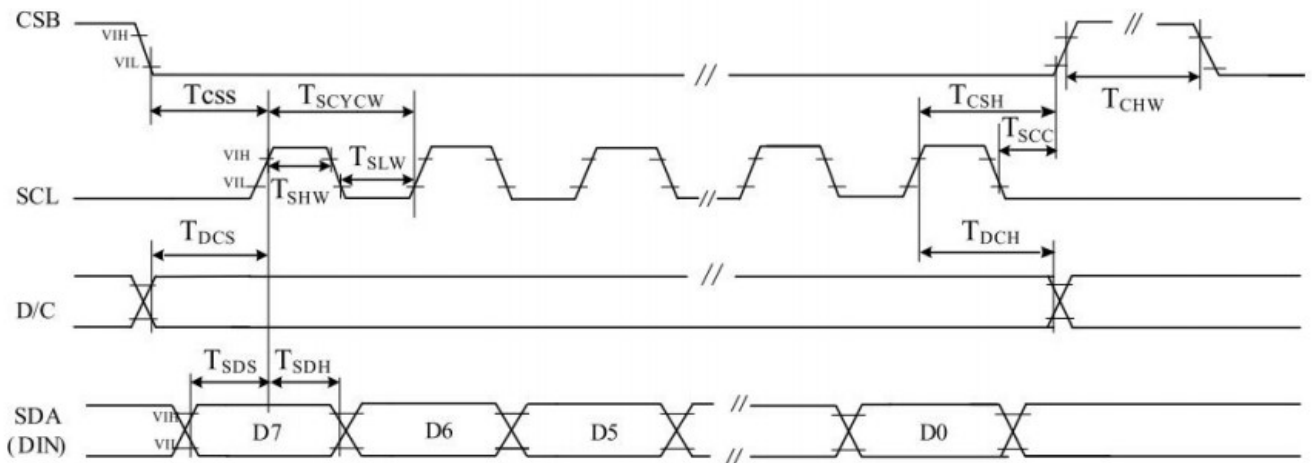 CSB
VIH
VIL
//
//
Tcss
TSCYCW
TCSH
TCHW
TSCC
VIH
VIL
TSLW
TSHW
SCL
//
TDCS
TDCH
//
D/C
TSDS
TSDH
SDA
(DIN)
VIH
VIL
D7
D6
D5
//
//
D0